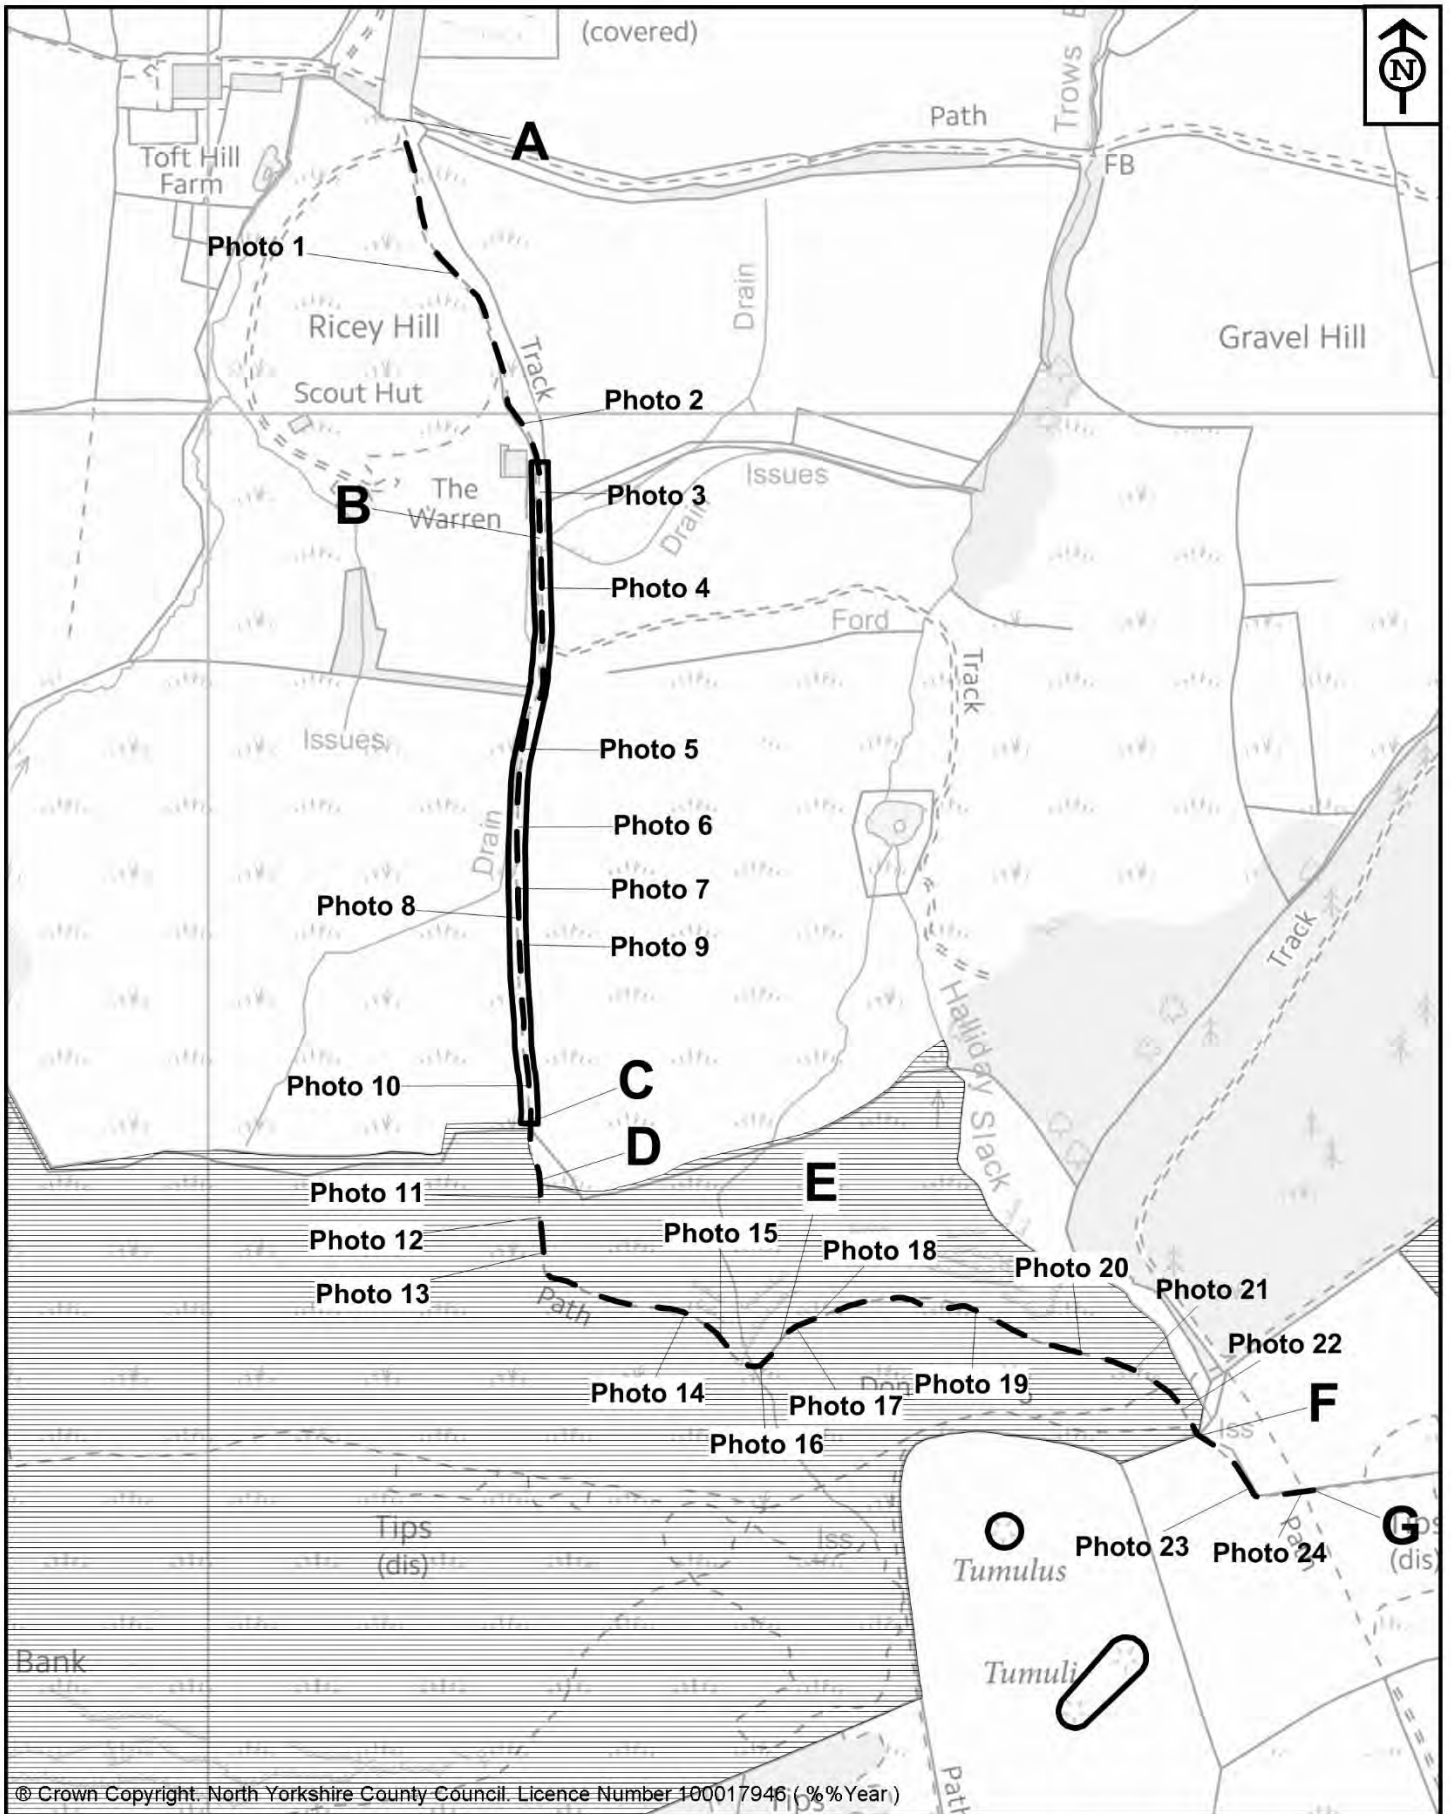 (covered)
N
Trows
Path
A
FB
Toft Hill
Farm
Photo 1
Drain
Ricey Hill
Gravel Hill
Track
Scout Hut
Photo 2
Issues
The
Warren
Photo 3
B
Drain
Photo 4
Ford
Track
Issues
Photo 5
Photo 6
Drain
Photo 7
Photo 8
Track
Photo 9
Halliday Slack
Photo 10
C
D
E
Photo 11
Photo 12
Photo 15
Photo 18
Photo 20
Photo 13
Path
Photo 21
Photo 22
Photo 14
Photo 19
Photo 17
F
Iss
Photo 16
Tips
(dis)
Iss
G
Tips
(dis)
Photo 23
Photo 24
Path
Tumulus
Bank
Tumuli
Path
Tips
® Crown Copyright. North Yorkshire County Council. Licence Number 100017946 ( %%Year )